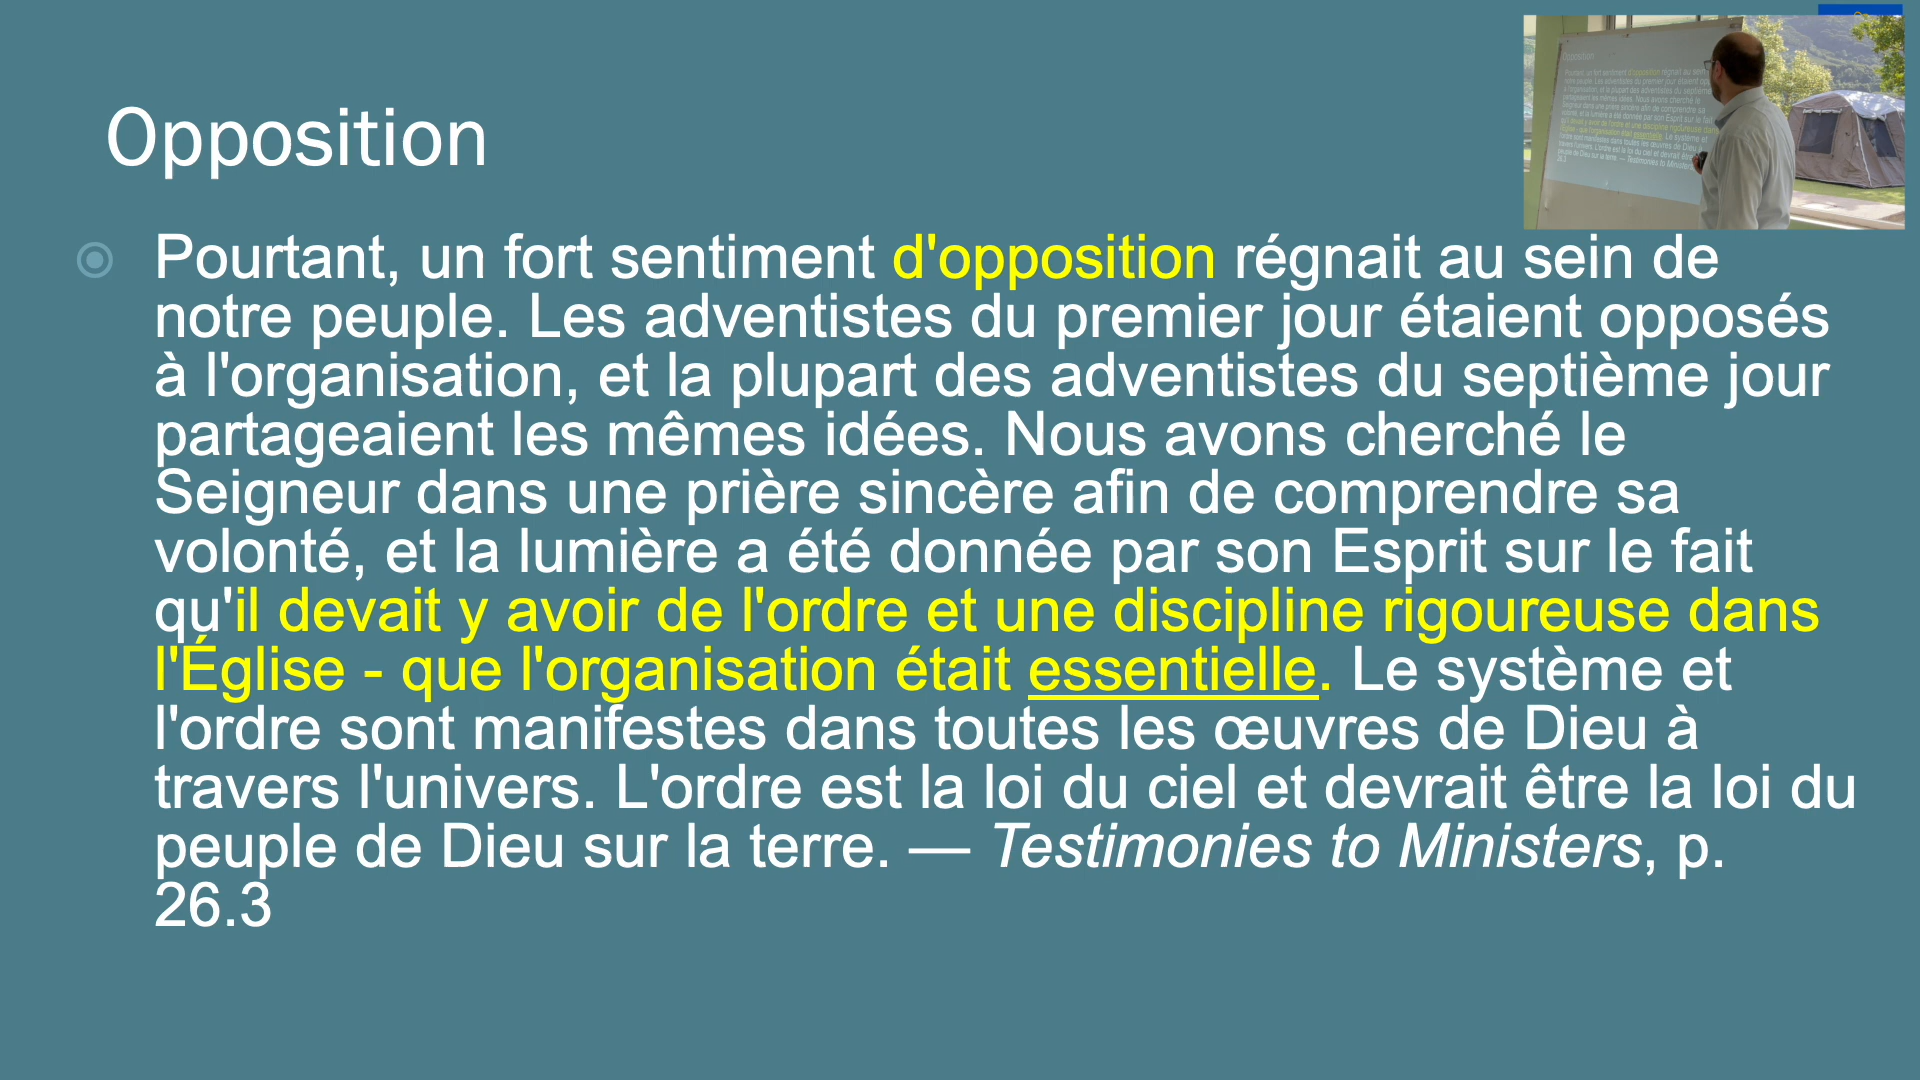 Opposition
Pourtant, un fort sentiment d'opposition régnait au sein de
notre peuple. Les adventistes du premier jour étaient opposés
à l'organisation, et la plupart des adventistes du septième jour
partageaient les mêmes idées. Nous avons cherché le
Seigneur dans une prière sincère afin de comprendre sa
volonté, et la lumière a été donnée par son Esprit sur le fait
qu'il devait y avoir de l'ordre et une discipline rigoureuse dans
l'Église - que l'organisation était essentielle. Le système et
l'ordre sont manifestes dans toutes les œuvres de Dieu à
travers l'univers. L'ordre est la loi du ciel et devrait être la loi du
peuple de Dieu sur la terre. — Testimonies to Ministers, p.
26.3